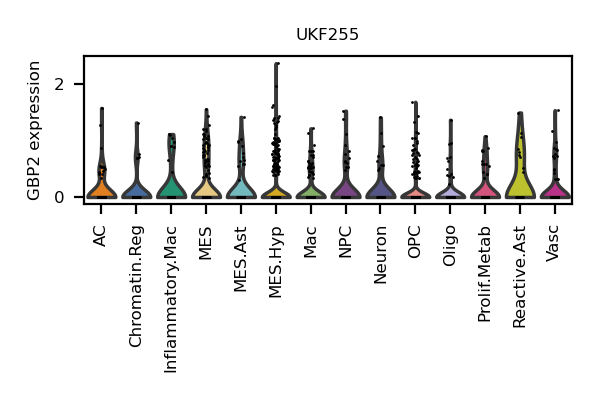 UKF255
GBP2 expression
2
0
AC
Chromatin.Reg
Inflammatory.Mac
MES
MES.Ast
MES.Hyp
Mac
NPC
Neuron
OPC
Oligo
Prolif.Metab
Reactive.Ast
Vasc